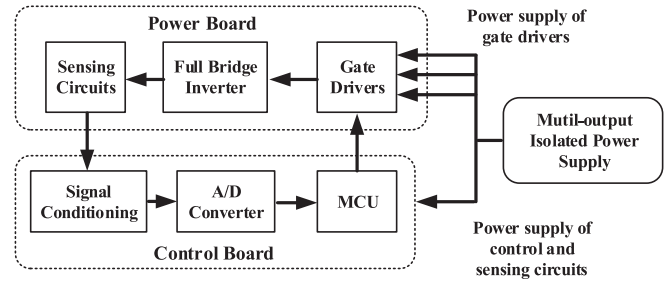 Power Board
Power supply of
gate drivers
Sensing
Circuits
Full Bridge
Inverter
Gate
Drivers
Mutil-output
Isolated Power
Supply
Signal
Conditioning
A/D
Converter
MCU
Control Board
Power supply of
control and
sensing circuits